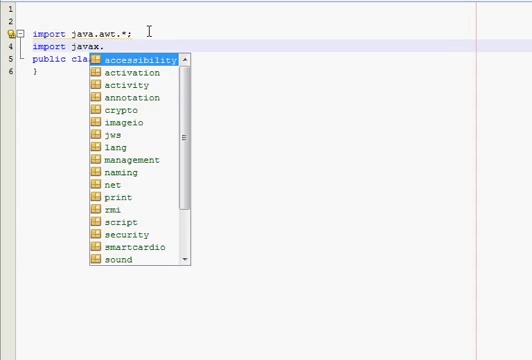 1
2
3 import java.awt.*;
4 import javax.
5 public cla
6 }
accessibility
activation
activity
annotation
crypto
imageio
jws
lang
management
naming
net
print
rmi
script
security
smartcardio
sound